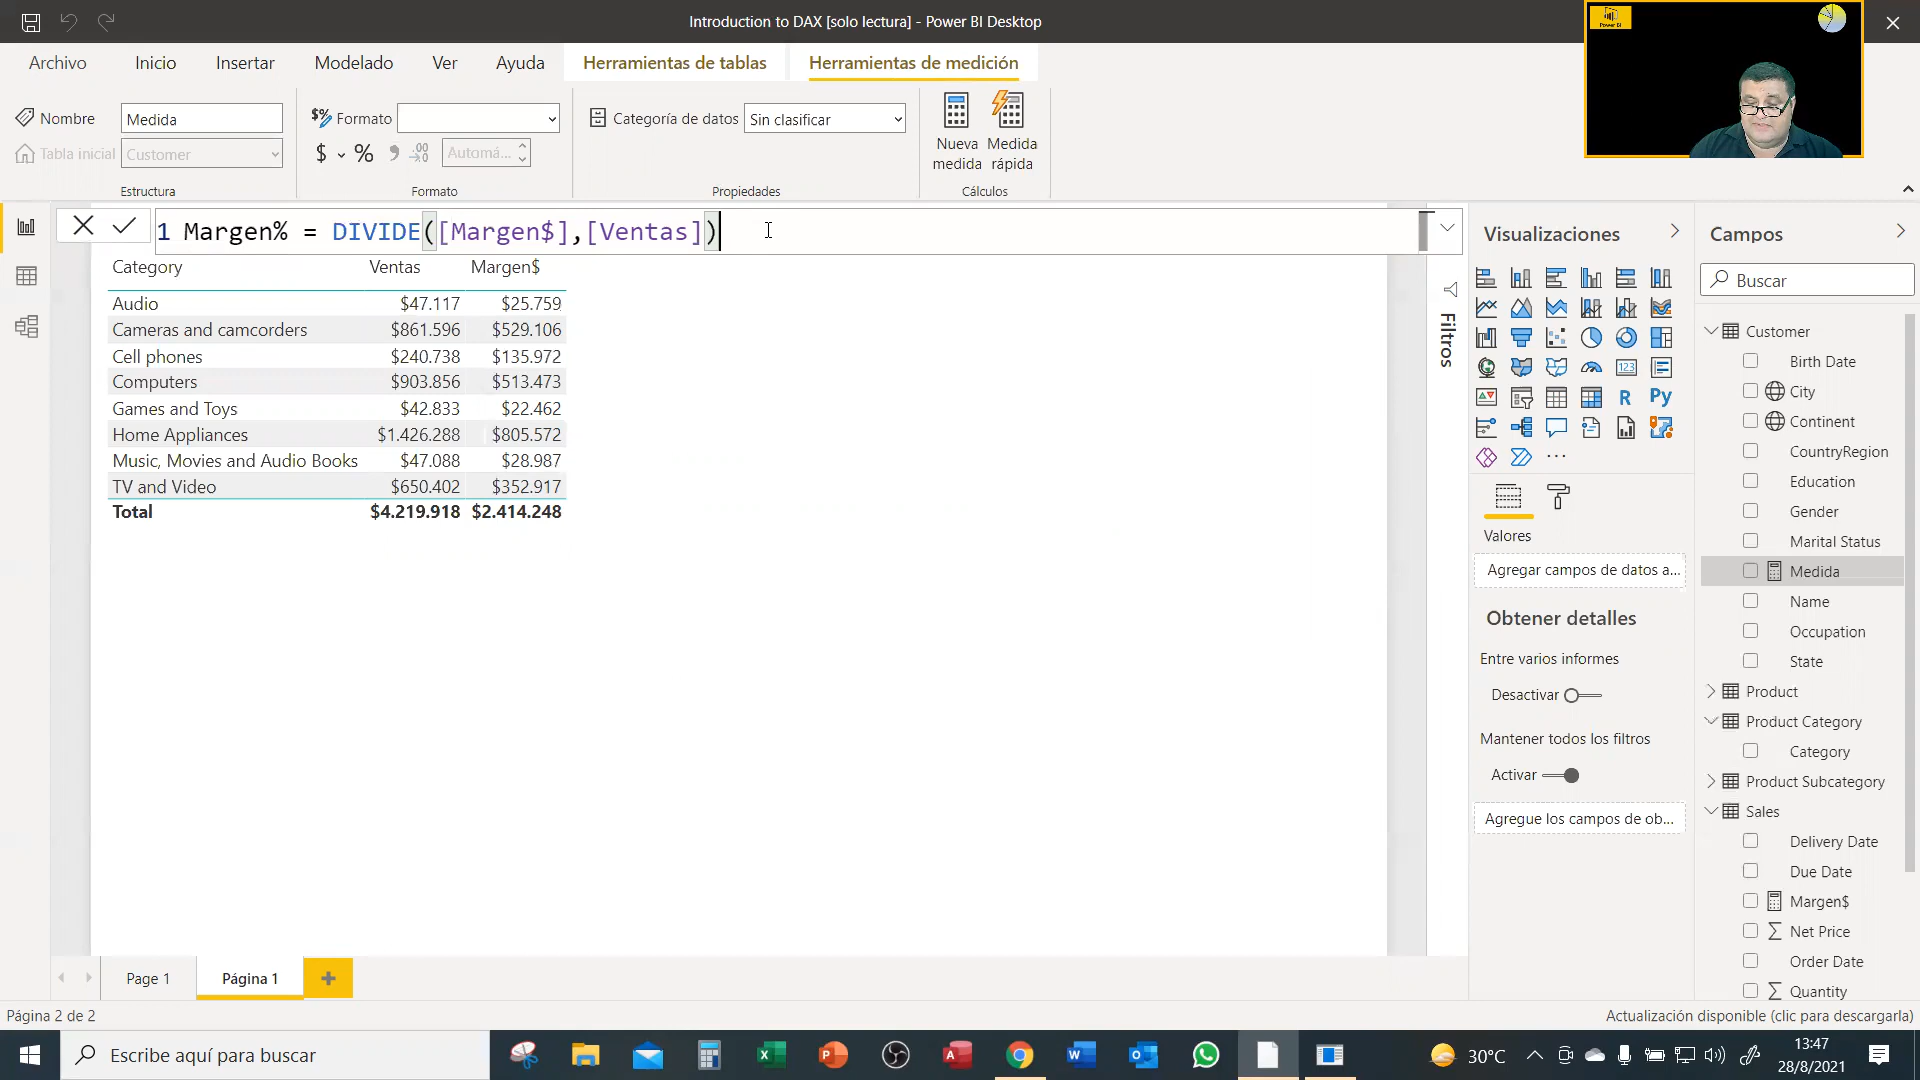 Introduction to DAX [solo lectura] - Power BI Desktop
Power BI
Archivo
Inicio
Insertar
Modelado
Ver
Ayuda
Herramientas de tablas
Herramientas de medición
Nombre
Medida
Tabla inicial
Customer
Estructura
Formato
$ % 9 .00
Automá...
Formato
Categoría de datos
Sin clasificar
Propiedades
Nueva medida
Medida rápida
Cálculos
1 Margen% = DIVIDE([Margen$],[Ventas])
Category Ventas Margen$
Audio $47.117 $25.759
Cameras and camcorders $861.596 $529.106
Cell phones $240.738 $135.972
Computers $903.856 $513.473
Games and Toys $42.833 $22.462
Home Appliances $1.426.288 $805.572
Music, Movies and Audio Books $47.088 $28.987
TV and Video $650.402 $352.917
Total $4.219.918 $2.414.248
Filtros
Visualizaciones
123
R Py
...
Valores
Agregar campos de datos a...
Obtener detalles
Entre varios informes
Desactivar
Mantener todos los filtros
Activar
Agregue los campos de ob...
Campos
Buscar
Customer
Birth Date
City
Continent
CountryRegion
Education
Gender
Marital Status
Medida
Name
Occupation
State
Product
Product Category
Category
Product Subcategory
Sales
Delivery Date
Due Date
Margen$
Net Price
Order Date
Quantity
Page 1
Página 1
+
Página 2 de 2
Actualización disponible (clic para descargarla)
Escribe aquí para buscar
30°C
13:47
28/8/2021